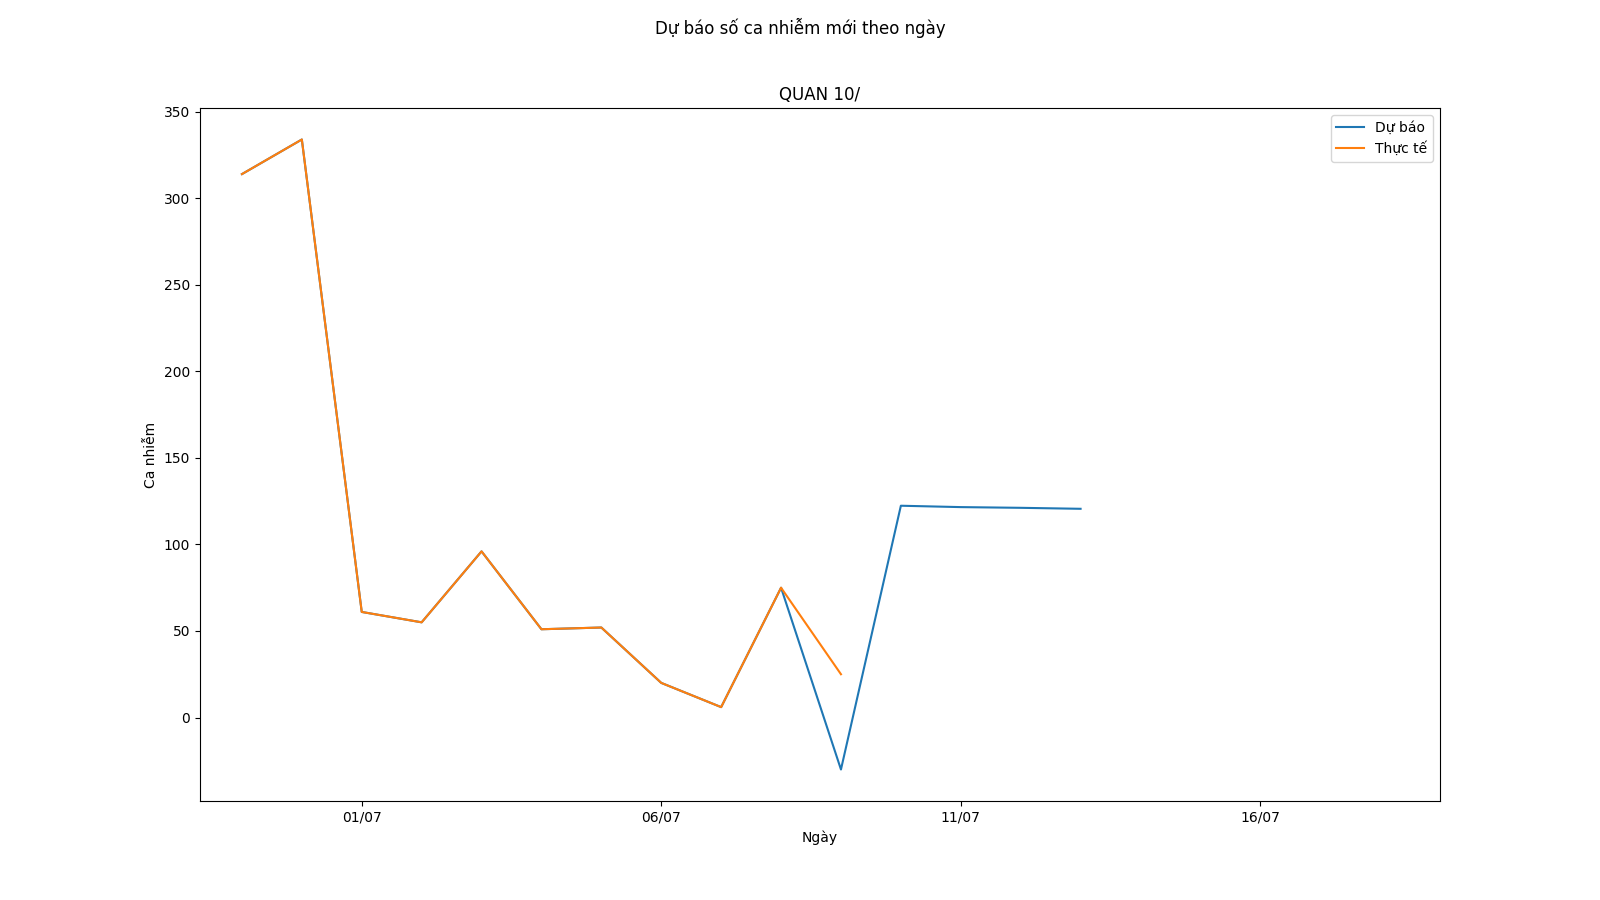 Dự báo số ca nhiễm mới theo ngày
QUAN 10/
350
300
250
200
150
100
50
0
Ca nhiễm
Dự báo
Thực tế
01/07
06/07
11/07
16/07
Ngày